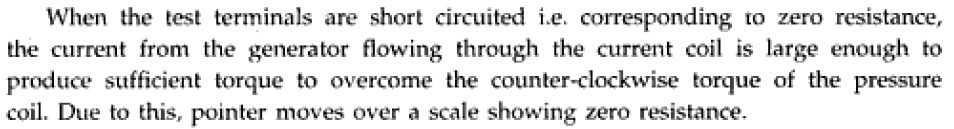 When the test terminals are short circuited i.e. corresponding to zero resistance,
the current from the generator flowing through the current coil is large enough to
produce sufficient torque to overcome the counter-clockwise torque of the pressure
coil. Due to this, pointer moves over a scale showing zero resistance.